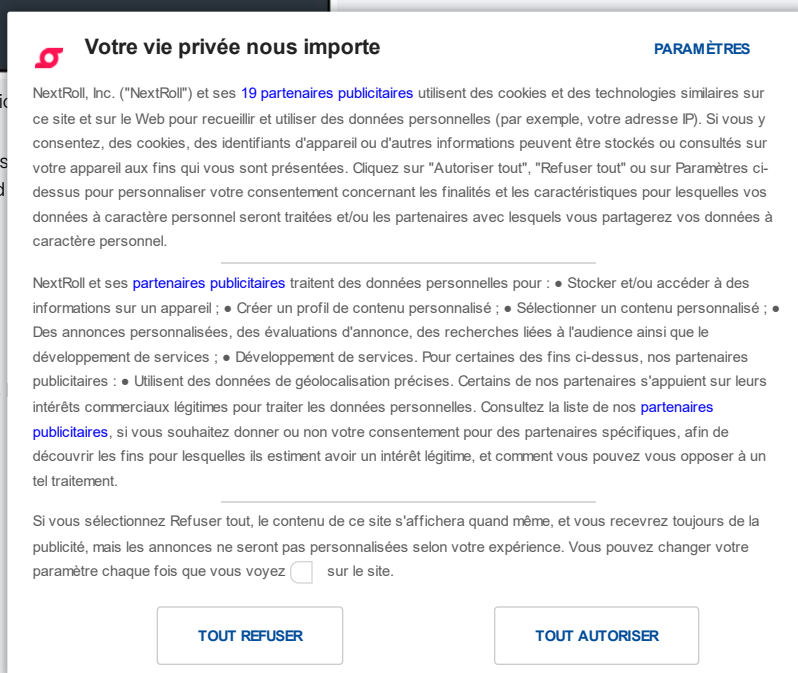 Votre vie privée nous importe
PARAMÈTRES
NextRoll, Inc. ("NextRoll") et ses 19 partenaires publicitaires utilisent des cookies et des technologies similaires sur
ce site et sur le Web pour recueillir et utiliser des données personnelles (par exemple, votre adresse IP). Si vous y
consentez, des cookies, des identifiants d'appareil ou d'autres informations peuvent être stockés ou consultés sur
votre appareil aux fins qui vous sont présentées. Cliquez sur "Autoriser tout", "Refuser tout" ou sur Paramètres ci-
dessus pour personnaliser votre consentement concernant les finalités et les caractéristiques pour lesquelles vos
données à caractère personnel seront traitées et/ou les partenaires avec lesquels vous partagerez vos données à
caractère personnel.
NextRoll et ses partenaires publicitaires traitent des données personnelles pour : ● Stocker et/ou accéder à des
informations sur un appareil ; ● Créer un profil de contenu personnalisé ; ● Sélectionner un contenu personnalisé ; ●
Des annonces personnalisées, des évaluations d'annonce, des recherches liées à l'audience ainsi que le
développement de services ; ● Développement de services. Pour certaines des fins ci-dessus, nos partenaires
publicitaires : ● Utilisent des données de géolocalisation précises. Certains de nos partenaires s'appuient sur leurs
intérêts commerciaux légitimes pour traiter les données personnelles. Consultez la liste de nos partenaires
publicitaires, si vous souhaitez donner ou non votre consentement pour des partenaires spécifiques, afin de
découvrir les fins pour lesquelles ils estiment avoir un intérêt légitime, et comment vous pouvez vous opposer à un
tel traitement.
Si vous sélectionnez Refuser tout, le contenu de ce site s'affichera quand même, et vous recevrez toujours de la
publicité, mais les annonces ne seront pas personnalisées selon votre expérience. Vous pouvez changer votre
paramètre chaque fois que vous voyez sur le site.
TOUT REFUSER
TOUT AUTORISER